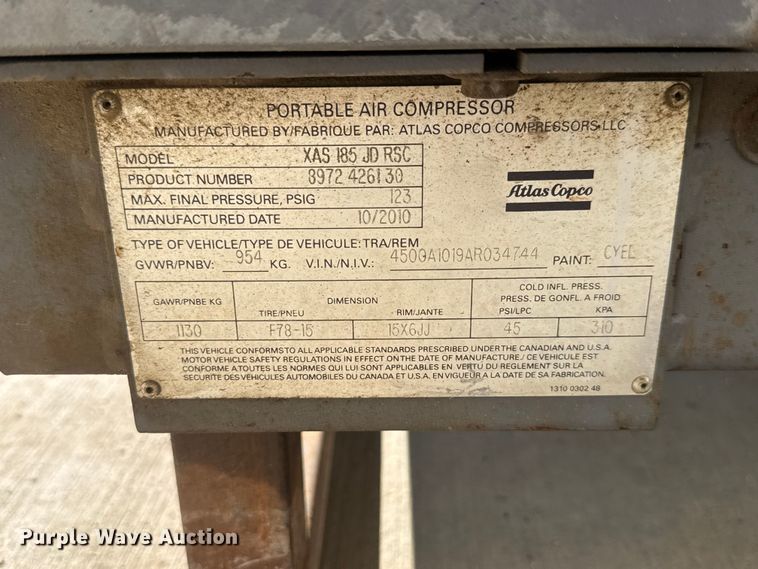 PORTABLE AIR COMPRESSOR
MANUFACTURED BY/FABRIQUE PAR: ATLAS COPCO COMPRESSORS LLC
MODEL XAS 185 JD RSC
PRODUCT NUMBER 8972 426130
MAX. FINAL PRESSURE, PSIG 123
MANUFACTURED DATE 10/2010
Atlas Copco
TYPE OF VEHICLE/TYPE DE VEHICULE: TRA/REM
GVWR/PNBV: 954 KG. V.I.N./N.I.V.: 4500A1019AR034744 PAINT: CYEL
GAWR/PNBE KG DIMENSION COLD INFL. PRESS.
PRESS. DE GONFL. A FROID
TIRE/PNEU RIM/JANTE PSI/LPC KPA
1130 F78-15 15X6JJ 45 310
THIS VEHICLE CONFORMS TO ALL APPLICABLE STANDARDS PRESCRIBED UNDER THE CANADIAN AND U.S.A.
MOTOR VEHICLE SAFETY REGULATIONS IN EFFECT ON THE DATE OF MANUFACTURE./ CE VEHICULE EST
CONFORME A TOUTES LES NORMES QUI LUI SONT APPLICABLES EN VERTU DU REGLEMENT SUR LA
SECURITE DES VEHICULES AUTOMOBILES DU CANADA ET U.S.A. EN VIGUEUR A LA DATE DE SA FABRICATION.
1310 0302 48
Purple Wave Auction®